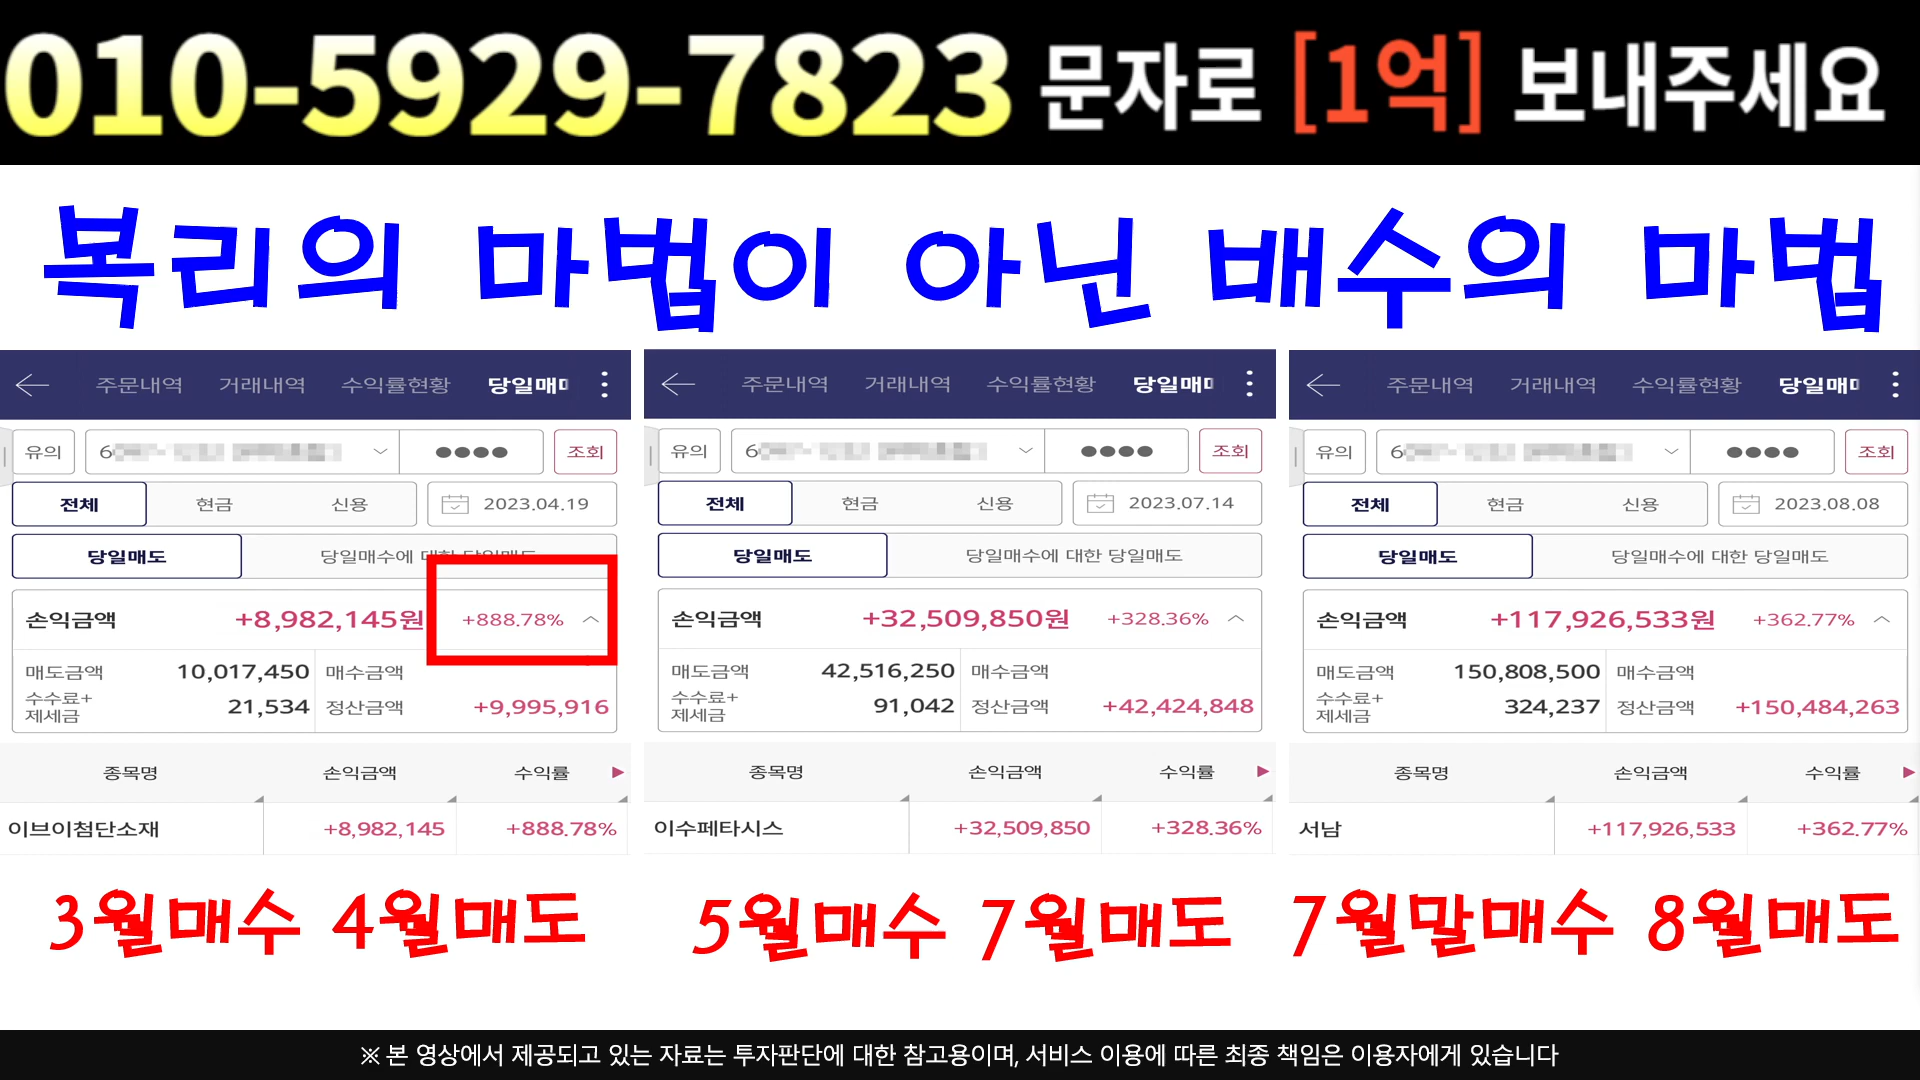 010-5929-7823 문자로 [1억] 보내주세요
복리의 마법이 아닌 배수의 마법
주문내역 거래내역 수익률현황 당일매
유의 6 ●●●● 조회
전체 현금 신용 2023.04.19
당일매도 당일매수에 대한 당일매도
손익금액 +8,982,145원 +888.78%
매도금액 10,017,450 매수금액
수수료+
제세금 21,534 정산금액 +9,995,916
종목명 손익금액 수익률
이브이첨단소재 +8,982,145 +888.78%
3월매수 4월매도
주문내역 거래내역 수익률현황 당일매
유의 6 ●●●● 조회
전체 현금 신용 2023.07.14
당일매도 당일매수에 대한 당일매도
손익금액 +32,509,850원 +328.36%
매도금액 42,516,250 매수금액
수수료+
제세금 91,042 정산금액 +42,424,848
종목명 손익금액 수익률
이수페타시스 +32,509,850 +328.36%
5월매수 7월매도
주문내역 거래내역 수익률현황 당일매
유의 6 ●●●● 조회
전체 현금 신용 2023.08.08
당일매도 당일매수에 대한 당일매도
손익금액 +117,926,533원 +362.77%
매도금액 150,808,500 매수금액
수수료+
제세금 324,237 정산금액 +150,484,263
종목명 손익금액 수익률
서남 +117,926,533 +362.77%
7월말매수 8월매도
※ 본 영상에서 제공되고 있는 자료는 투자판단에 대한 참고용이며, 서비스 이용에 따른 최종 책임은 이용자에게 있습니다